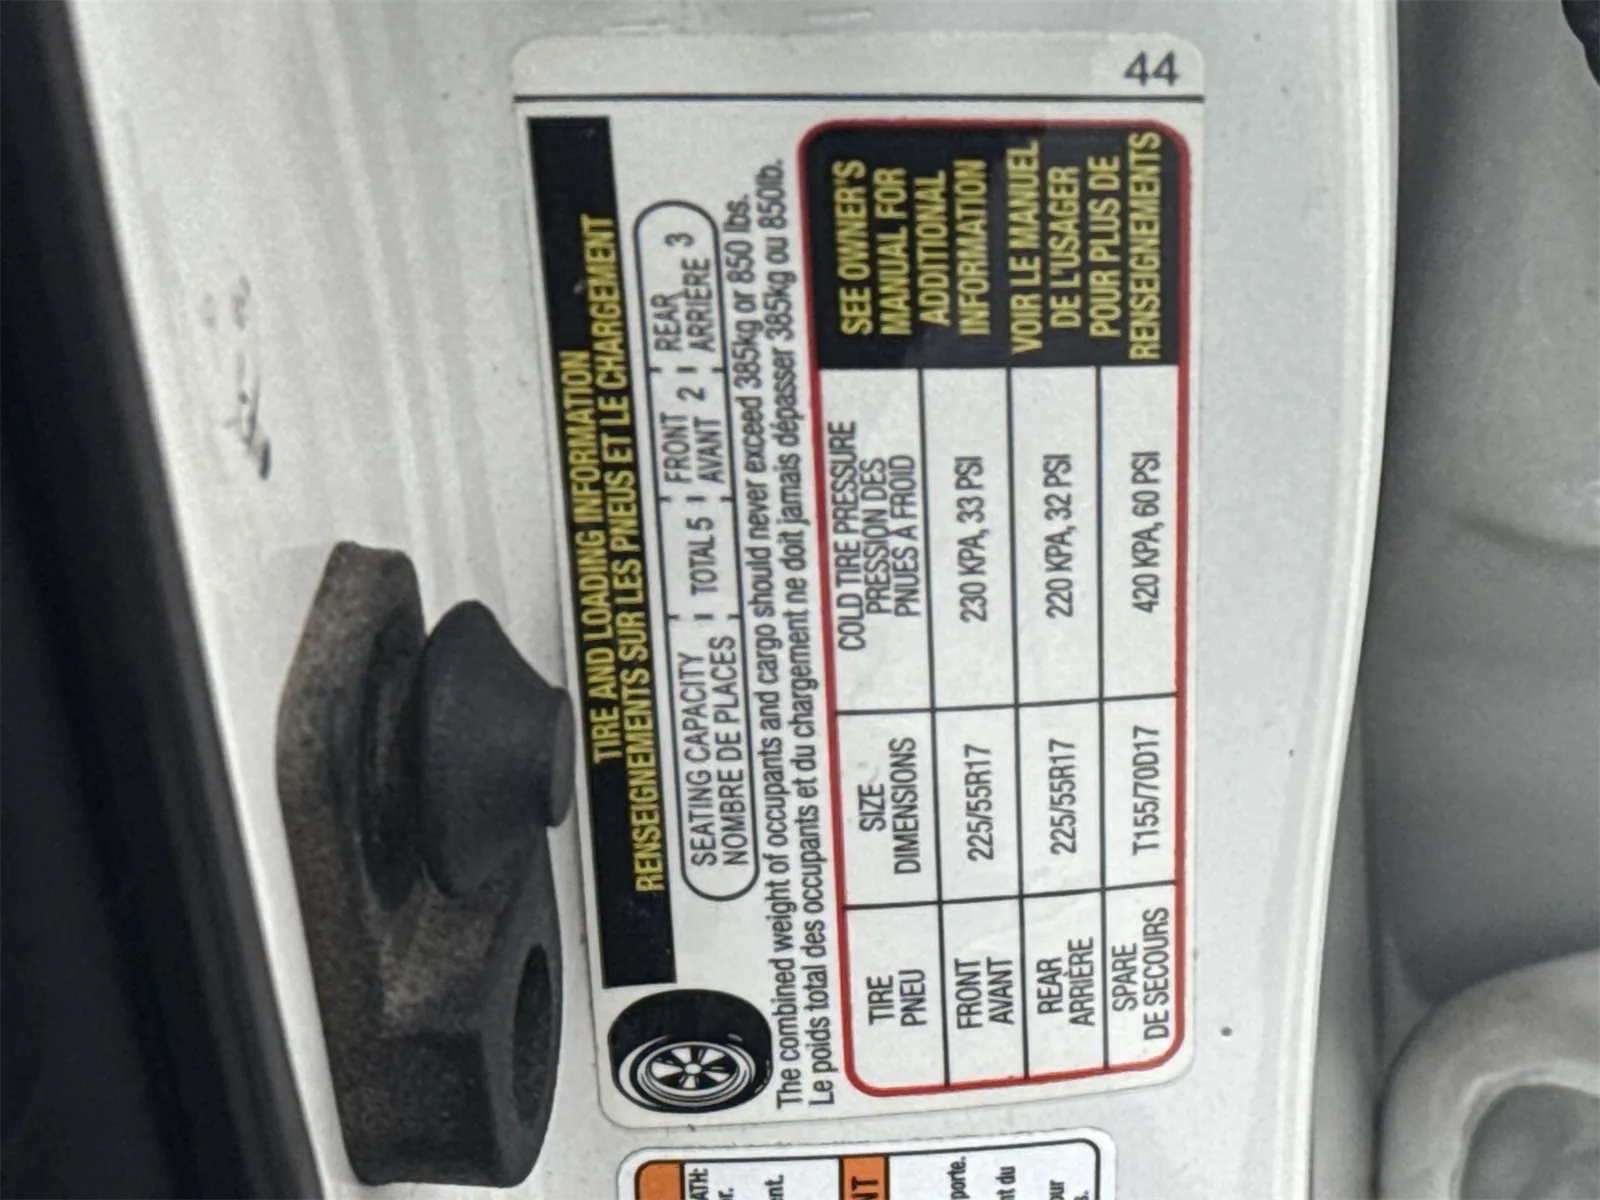 TIRE AND LOADING INFORMATION
RENSEIGNEMENTS SUR LES PNEUS ET LE CHARGEMENT
SEATING CAPACITY TOTAL 5 FRONT 2 REAR 3
NOMBRE DE PLACES AVANT ARRIÈRE
The combined weight of occupants and cargo should never exceed 385kg or 850 lbs.
Le poids total des occupants et du chargement ne doit jamais dépasser 385kg ou 850lb.
TIRE
PNEU
SIZE
DIMENSIONS
COLD TIRE PRESSURE
PRESSION DES
PNUES À FROID
FRONT
AVANT
225/55R17
230 KPA, 33 PSI
REAR
ARRIÈRE
225/55R17
220 KPA, 32 PSI
SPARE
DE SECOURS
T155/70D17
420 KPA, 60 PSI
SEE OWNER'S
MANUAL FOR
ADDITIONAL
INFORMATION
VOIR LE MANUEL
DE L'USAGER
POUR PLUS DE
RENSEIGNEMENTS
44
porte.